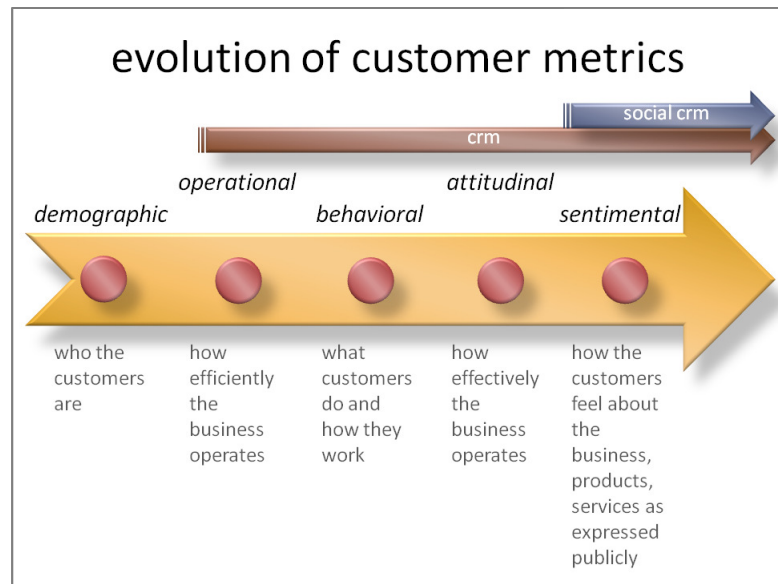 evolution of customer metrics
social crm
crm
operational
attitudinal
demographic
behavioral
sentimental
who the
customers
are
how
efficiently
the
business
operates
what
customers
do and
how they
work
how
effectively
the
business
operates
how the
customers
feel about
the
business,
products,
services as
expressed
publicly